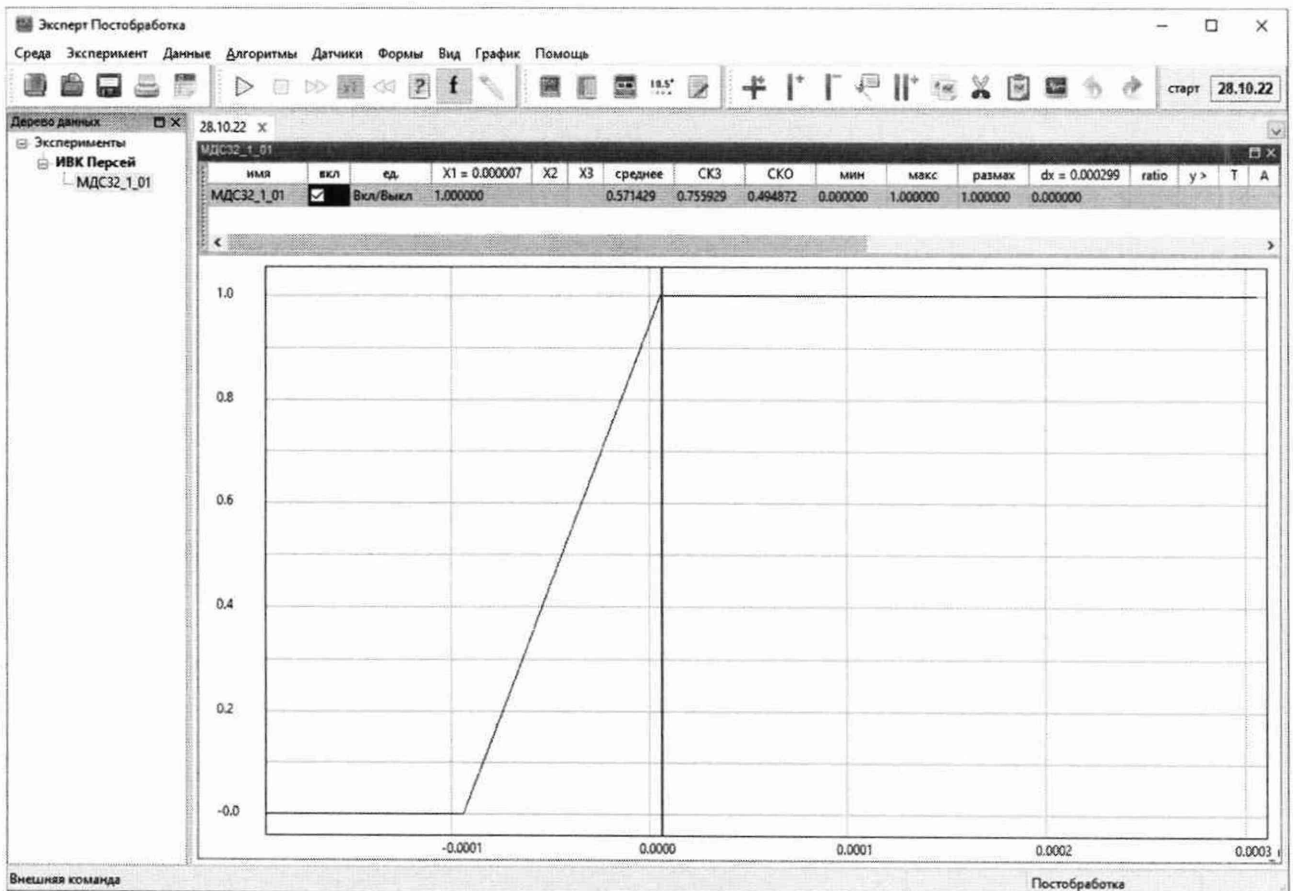 Эксперт Постобработка
Среда Эксперимент Данные Алгоритмы Датчики Формы Вид График Помощь
10.5° старт 28.10.22
Дерево данных
Эксперименты
ИВК Персей
МДС32_1_01
28.10.22 x
МДС32_1_01
имя вкл ед. X1 = 0.000007 X2 X3 среднее СКЗ СКО мин макс размах dx = 0.000299 ratio y > T A
МДС32_1_01 Вкл/Выкл 1.000000 0.571429 0.755929 0.494872 0.000000 1.000000 1.000000 0.000000
1.0
0.8
0.6
0.4
0.2
-0.0
-0.0001 0.0000 0.0001 0.0002 0.0003
Внешняя команда Постобработка